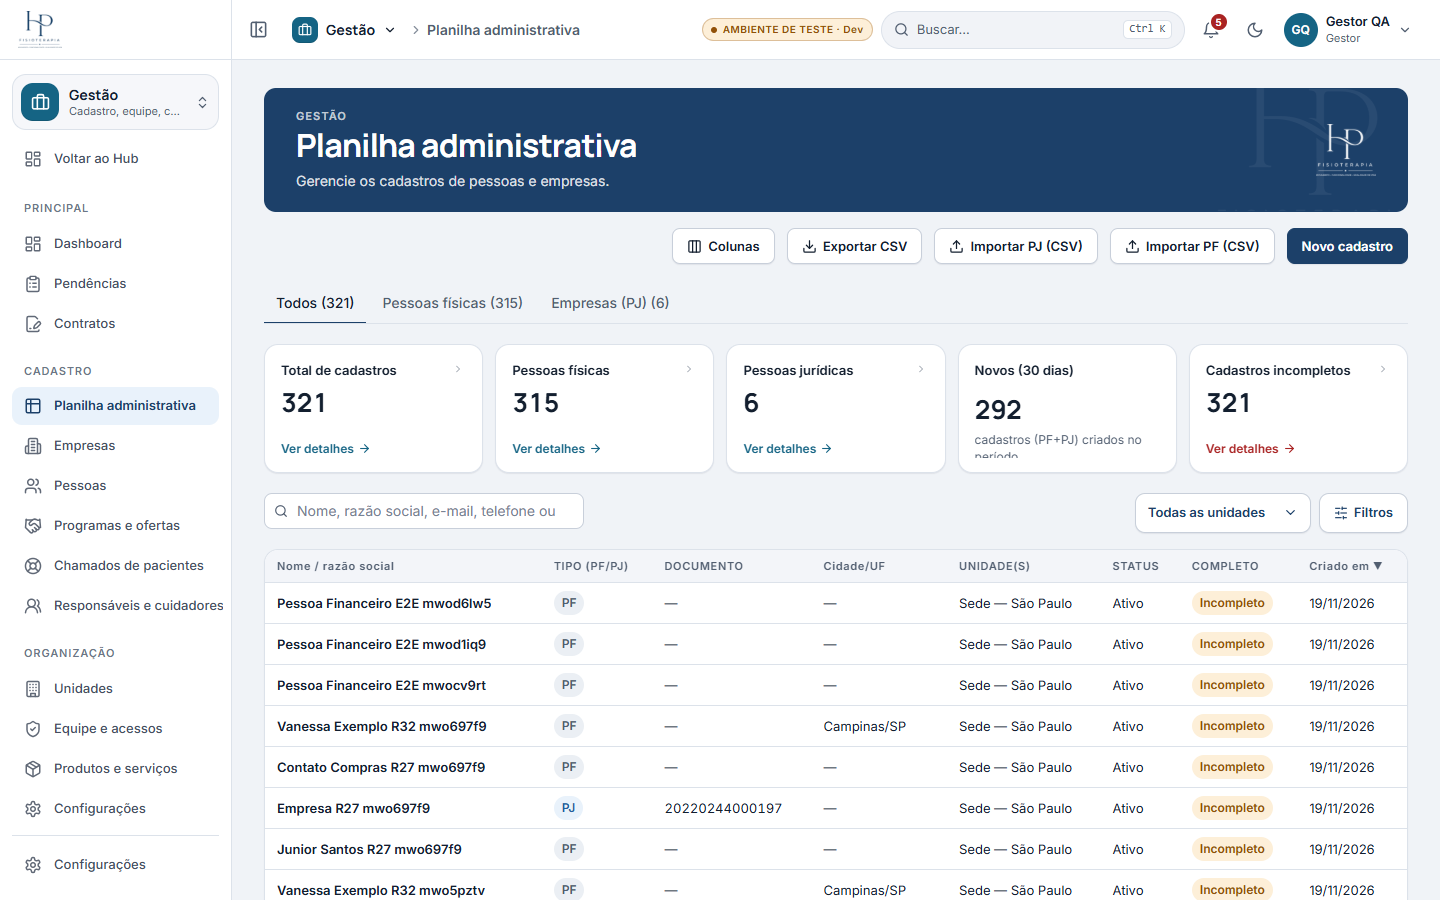 HP
FISIOTERAPIA
Gestão
Planilha administrativa
AMBIENTE DE TESTE · Dev
Buscar...
Ctrl K
5
GQ
Gestor QA
Gestor
Gestão
Cadastro, equipe, c...
Voltar ao Hub
PRINCIPAL
Dashboard
Pendências
Contratos
CADASTRO
Planilha administrativa
Empresas
Pessoas
Programas e ofertas
Chamados de pacientes
Responsáveis e cuidadores
ORGANIZAÇÃO
Unidades
Equipe e acessos
Produtos e serviços
Configurações
Configurações
GESTÃO
Planilha administrativa
Gerencie os cadastros de pessoas e empresas.
HP
FISIOTERAPIA
Colunas
Exportar CSV
Importar PJ (CSV)
Importar PF (CSV)
Novo cadastro
Todos (321)
Pessoas físicas (315)
Empresas (PJ) (6)
Total de cadastros
321
Ver detalhes →
Pessoas físicas
315
Ver detalhes →
Pessoas jurídicas
6
Ver detalhes →
Novos (30 dias)
292
cadastros (PF+PJ) criados no
período
Cadastros incompletos
321
Ver detalhes →
Nome, razão social, e-mail, telefone ou
Todas as unidades
Filtros
Nome / razão social TIPO (PF/PJ) DOCUMENTO Cidade/UF UNIDADE(S) STATUS COMPLETO Criado em ▼
Pessoa Financeiro E2E mwod6lw5 PF — — Sede — São Paulo Ativo Incompleto 19/11/2026
Pessoa Financeiro E2E mwod1iq9 PF — — Sede — São Paulo Ativo Incompleto 19/11/2026
Pessoa Financeiro E2E mwocv9rt PF — — Sede — São Paulo Ativo Incompleto 19/11/2026
Vanessa Exemplo R32 mwo697f9 PF — Campinas/SP Sede — São Paulo Ativo Incompleto 19/11/2026
Contato Compras R27 mwo697f9 PF — — Sede — São Paulo Ativo Incompleto 19/11/2026
Empresa R27 mwo697f9 PJ 20220244000197 — Sede — São Paulo Ativo Incompleto 19/11/2026
Junior Santos R27 mwo697f9 PF — — Sede — São Paulo Ativo Incompleto 19/11/2026
Vanessa Exemplo R32 mwo5pztv PF — Campinas/SP Sede — São Paulo Ativo Incompleto 19/11/2026